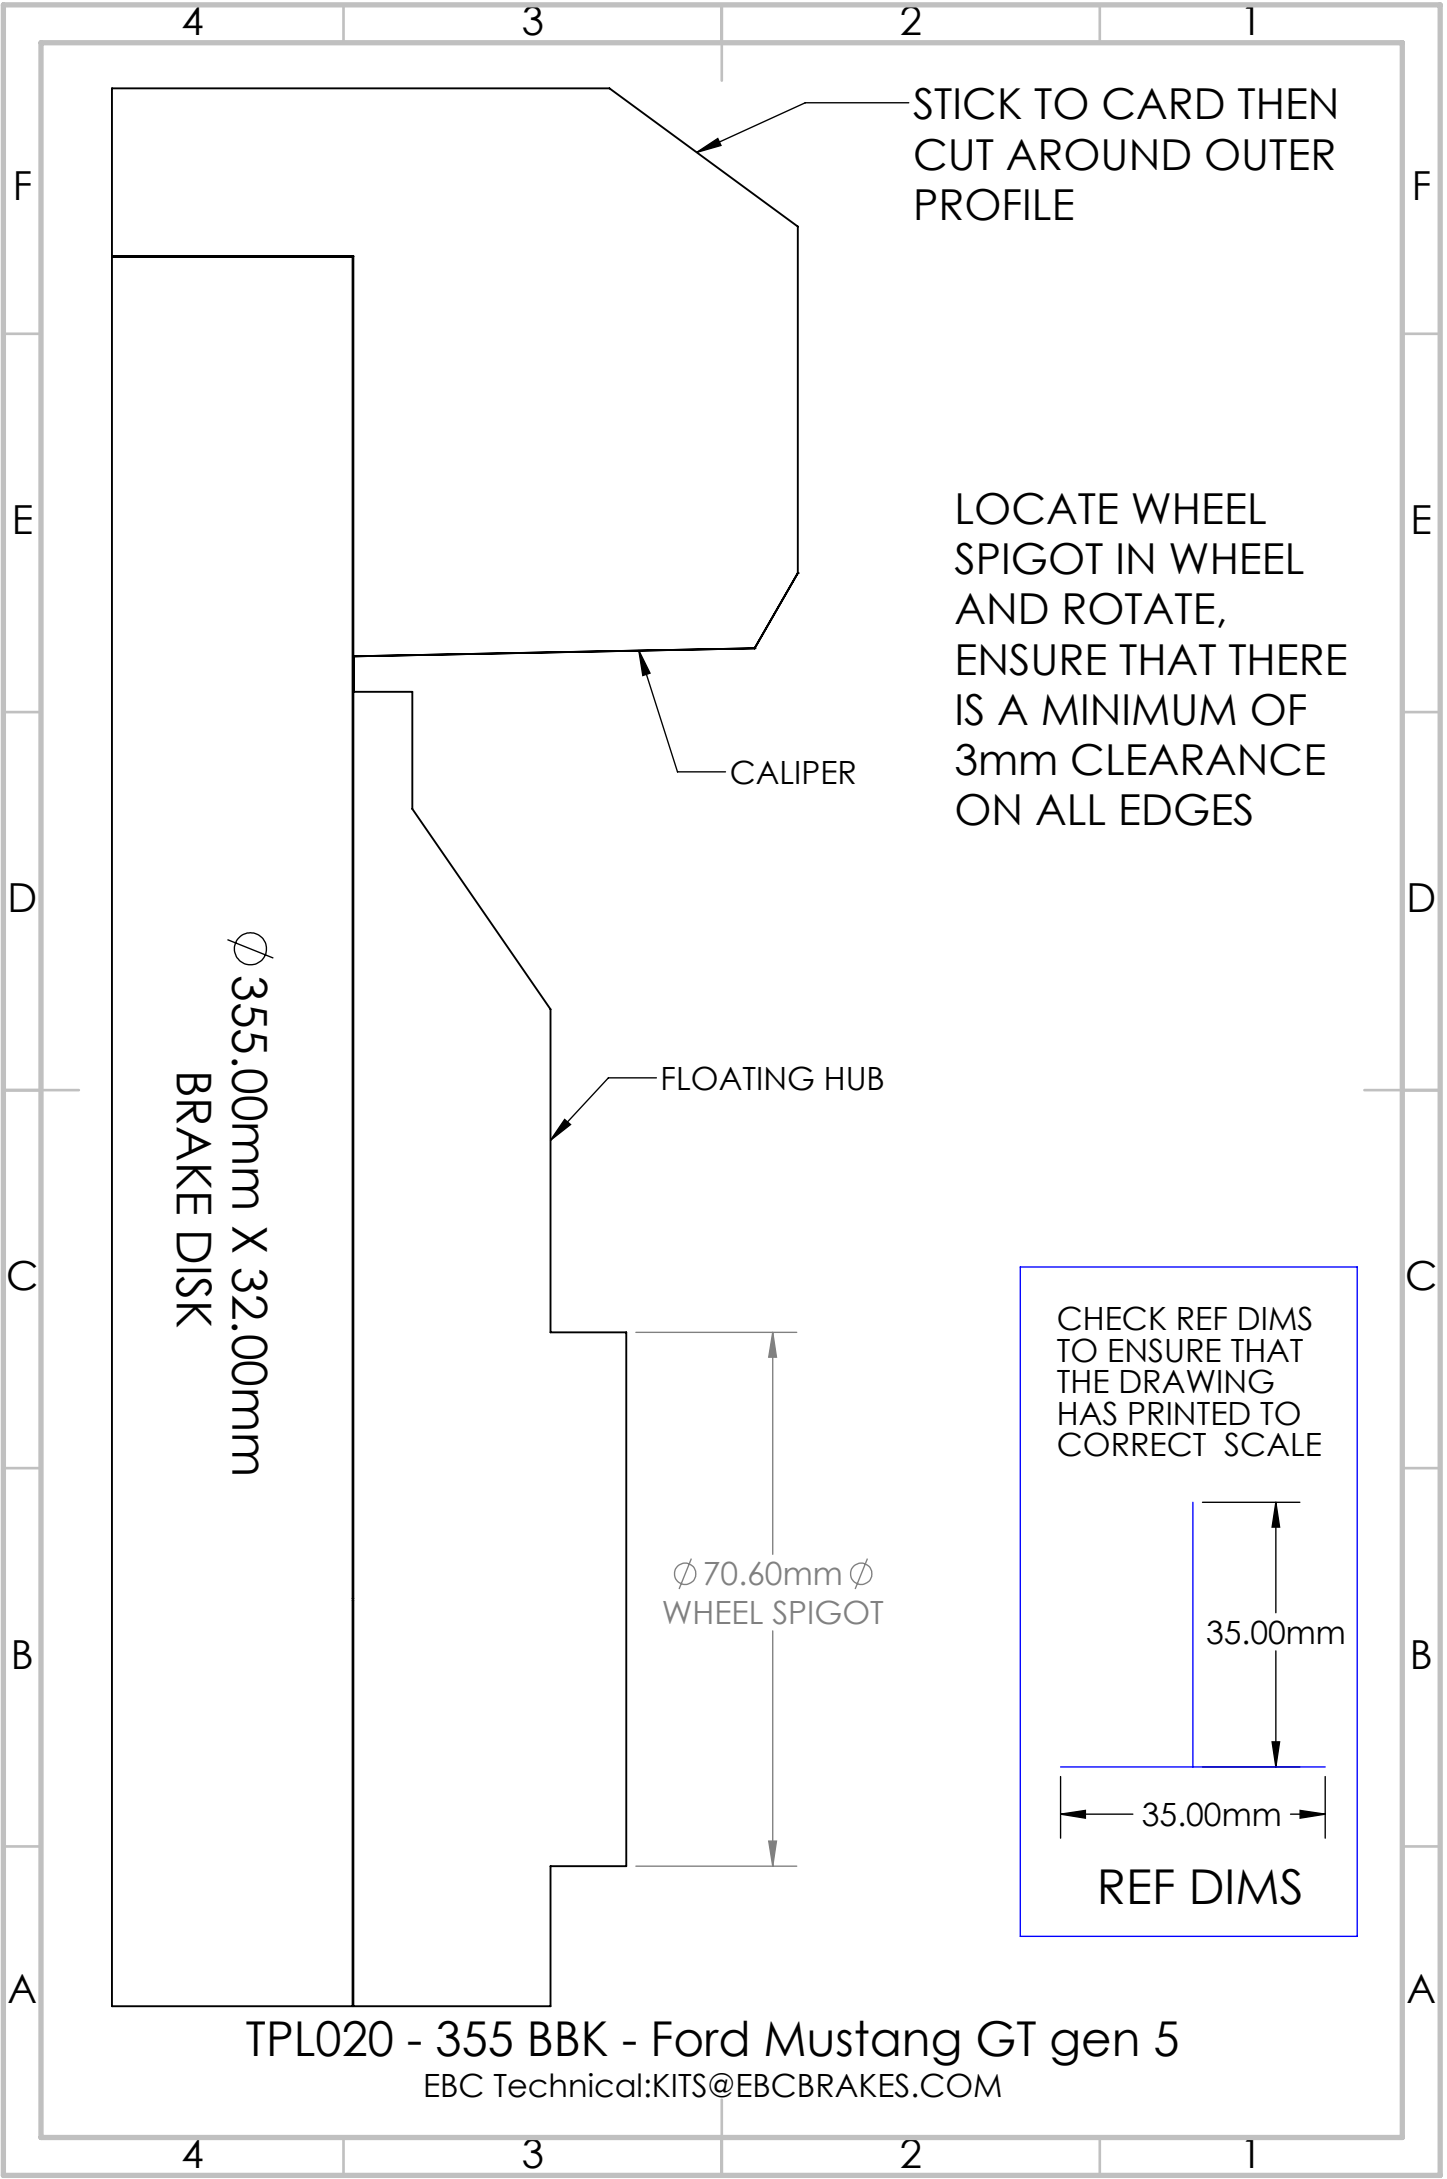 4 3 2 1
STICK TO CARD THEN
CUT AROUND OUTER
PROFILE
F F
LOCATE WHEEL
SPIGOT IN WHEEL
AND ROTATE,
ENSURE THAT THERE
IS A MINIMUM OF
3mm CLEARANCE
ON ALL EDGES
E E
CALIPER
D D
∅ 355.00mm X 32.00mm
BRAKE DISK
FLOATING HUB
C C
CHECK REF DIMS
TO ENSURE THAT
THE DRAWING
HAS PRINTED TO
CORRECT SCALE
∅ 70.60mm ∅
WHEEL SPIGOT
35.00mm
B B
35.00mm
REF DIMS
A A
TPL020 - 355 BBK - Ford Mustang GT gen 5
EBC Technical:KITS@EBCBRAKES.COM
4 3 2 1